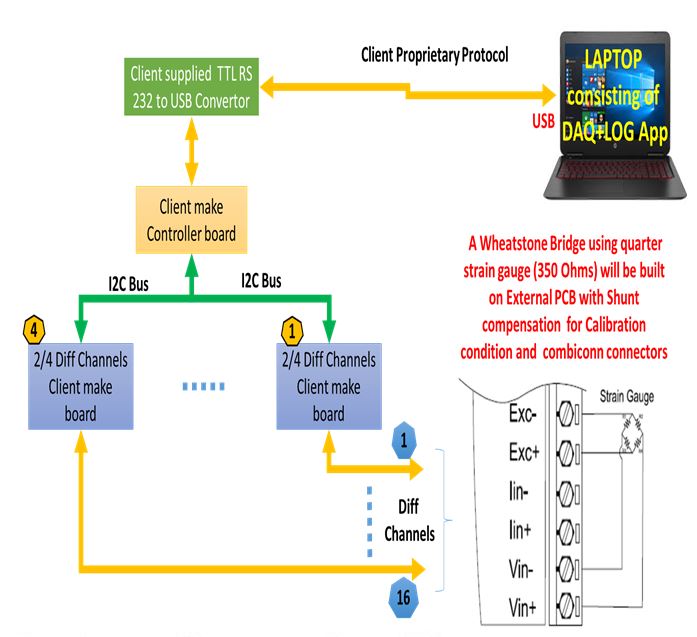 Client Proprietary Protocol
Client supplied TTL RS
232 to USB Convertor
LAPTOP
consisting of
DAQ+LOG App
USB
Client make
Controller board
A Wheatstone Bridge using quarter
strain gauge (350 Ohms) will be built
on External PCB with Shunt
compensation for Calibration
condition and combiconn connectors
I2C Bus
I2C Bus
4
1
2/4 Diff Channels
Client make
board
2/4 Diff Channels
Client make
board
1
Diff
Channels
16
Strain Gauge
Exc-
Exc+
Iin-
Iin+
Vin-
Vin+